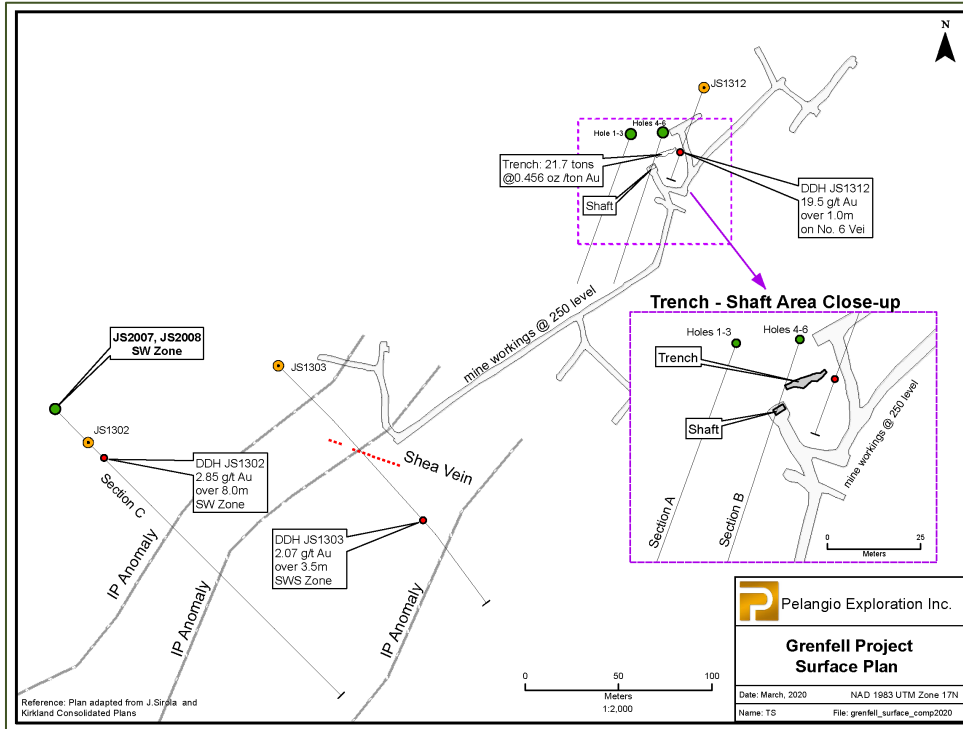 N
JS1312
Holes 4-6
Hole 1-3
Trench: 21.7 tons
@0.456 oz /ton Au
Shaft
DDH JS1312
19.5 g/t Au
over 1.0m
on No. 6 Vei
Trench - Shaft Area Close-up
Holes 1-3
Holes 4-6
Trench
Shaft
mine workings @ 250 level
Section A
Section B
0
25
Meters
mine workings @ 250 level
JS2007, JS2008
SW Zone
JS1303
JS1302
DDH JS1302
2.85 g/t Au
over 8.0m
SW Zone
Section C
Shea Vein
DDH JS1303
2.07 g/t Au
over 3.5m
SWS Zone
IP Anomaly
IP Anomaly
IP Anomaly
0
50
100
Meters
1:2,000
Reference: Plan adapted from J.Sirola and
Kirkland Consolidated Plans
P
Pelangio Exploration Inc.
Grenfell Project
Surface Plan
Date: March, 2020
NAD 1983 UTM Zone 17N
Name: TS
File: grenfell_surface_comp2020